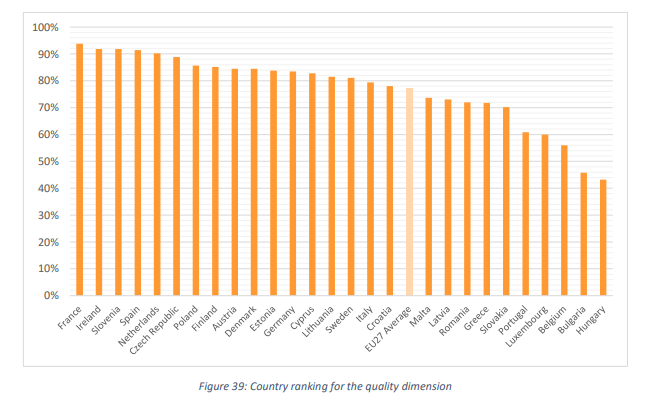 100%
90%
80%
70%
60%
50%
40%
30%
20%
10%
0%
France
Ireland
Slovenia
Spain
Netherlands
Czech Republic
Poland
Finland
Austria
Denmark
Estonia
Germany
Cyprus
Lithuania
Sweden
Italy
Croatia
EU27 Average
Malta
Latvia
Romania
Greece
Slovakia
Portugal
Luxembourg
Belgium
Bulgaria
Hungary
Figure 39: Country ranking for the quality dimension